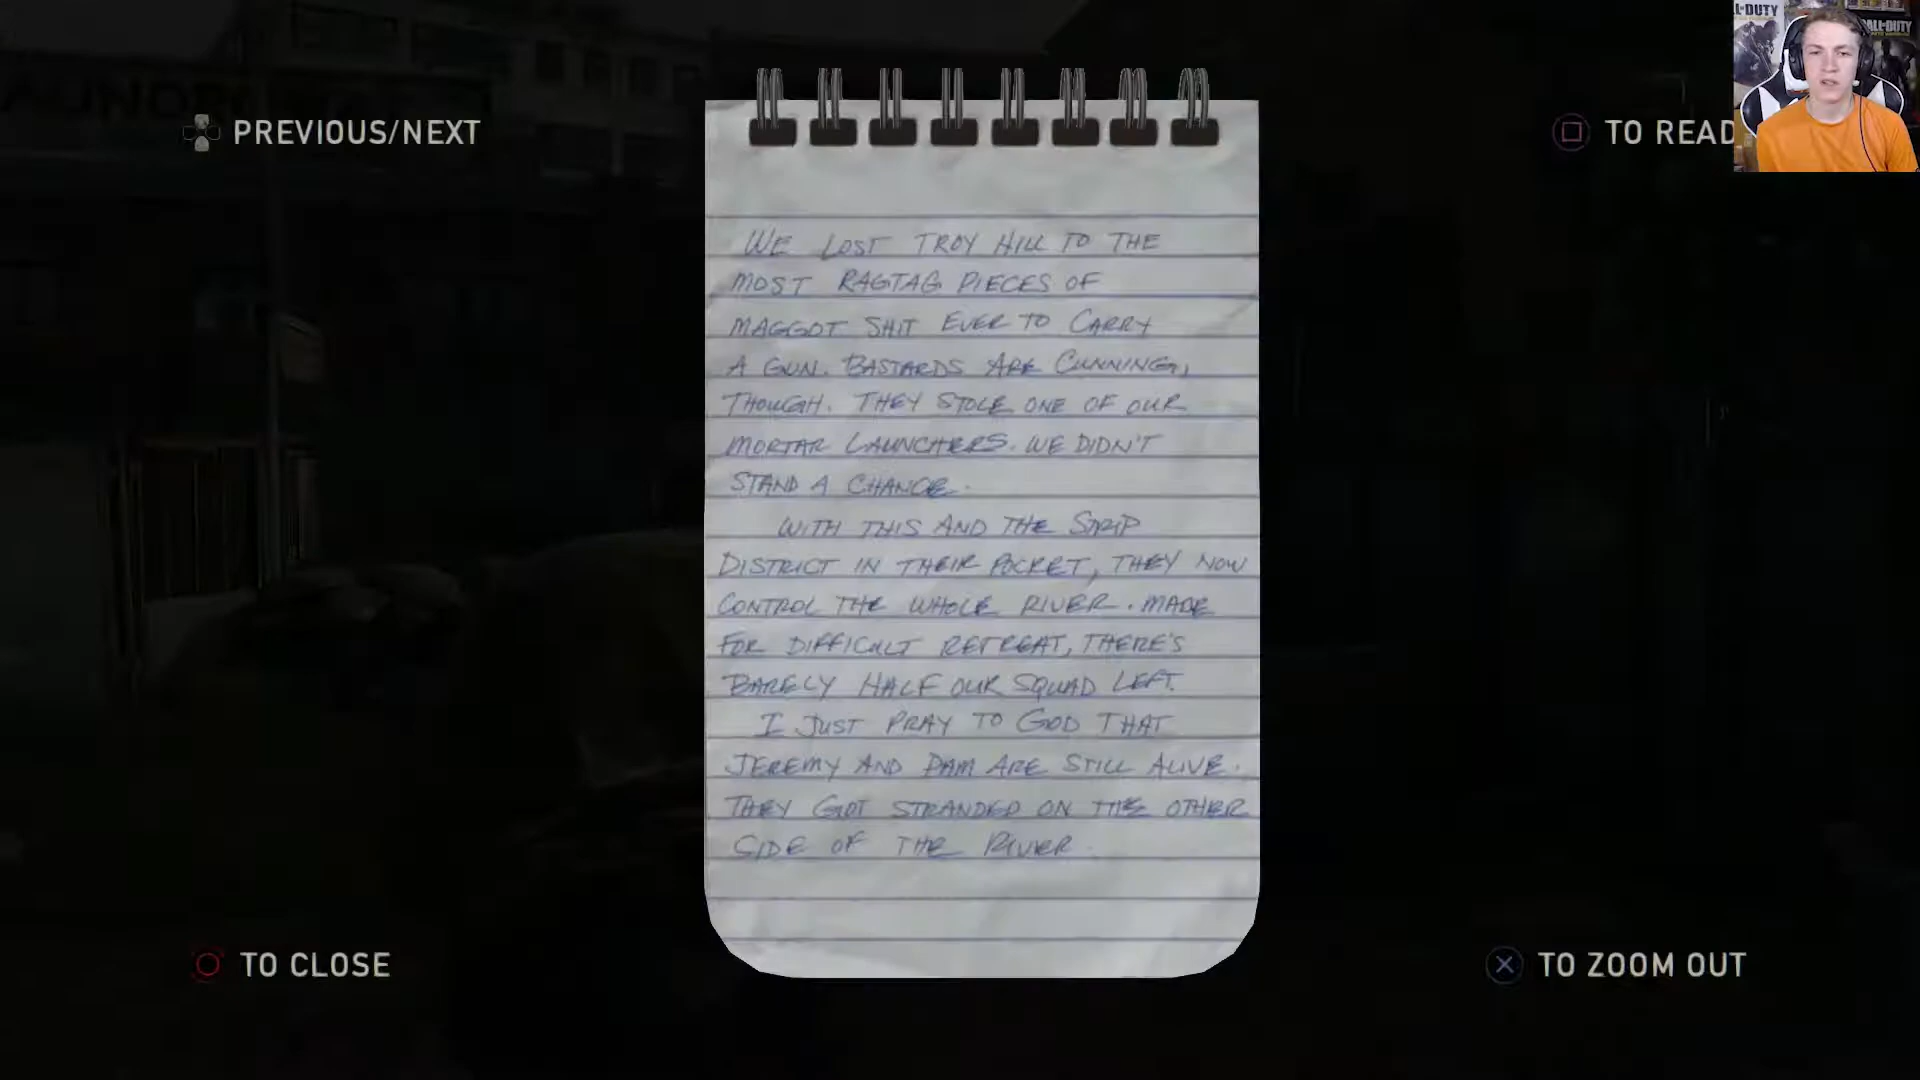 L-DUTY
ALL-DUTY
PREVIOUS/NEXT
TO READ
WE LOST TROY HILL TO THE
MOST RAGTAG PIECES OF
MAGGOT SHIT EVER TO CARRY
A GUN. BASTARDS ARE CUNNING,
THOUGH. THEY STOLE ONE OF OUR
MORTAR LAUNCHERS. WE DIDN'T
STAND A CHANCE.
WITH THIS AND THE STRIP
DISTRICT IN THEIR POCKET, THEY NOW
CONTROL THE WHOLE RIVER. MADE
FOR DIFFICULT RETREAT, THERE'S
BARELY HALF OUR SQUAD LEFT.
I JUST PRAY TO GOD THAT
JEREMY AND PAM ARE STILL ALIVE.
THEY GOT STRANDED ON THE OTHER
SIDE OF THE RIVER.
TO CLOSE
TO ZOOM OUT